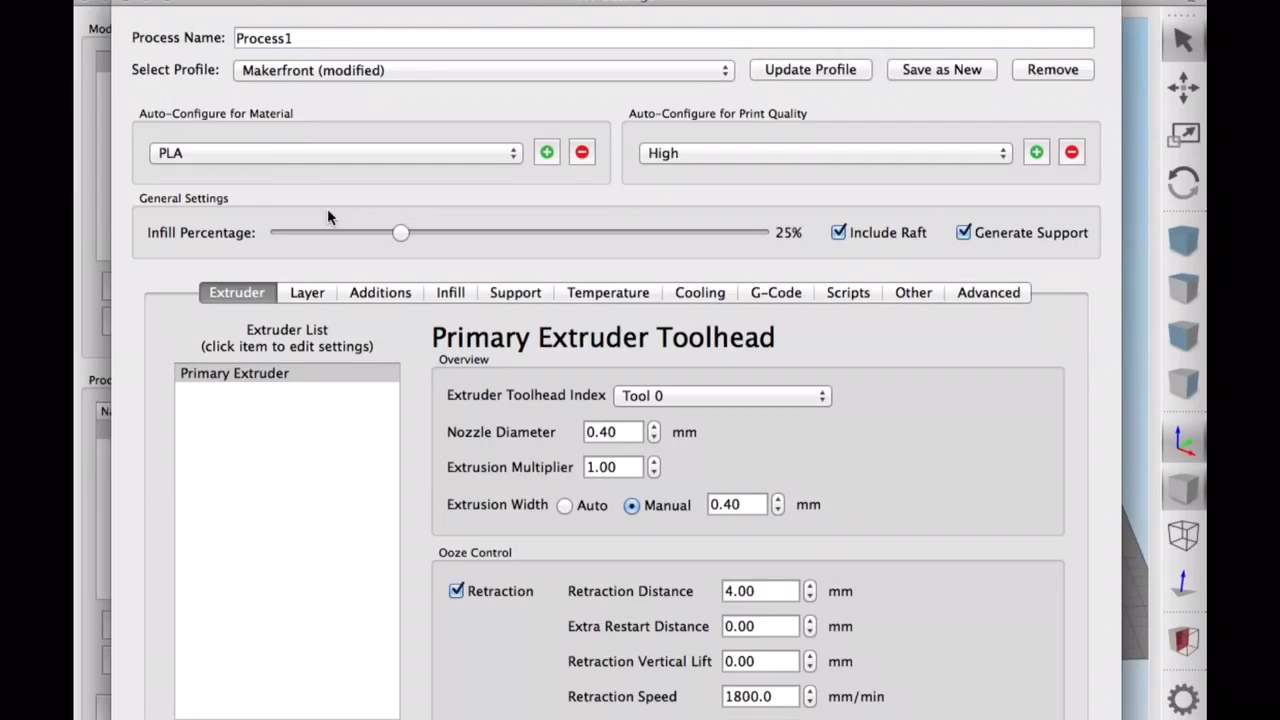 Mod
Process Name: Process1
Select Profile: Makerfront (modified) Update Profile Save as New Remove
Auto-Configure for Material Auto-Configure for Print Quality
PLA High
General Settings
Infill Percentage: 25% Include Raft Generate Support
Extruder Layer Additions Infill Support Temperature Cooling G-Code Scripts Other Advanced
Extruder List
(click item to edit settings)
Primary Extruder
Primary Extruder Toolhead
Overview
Extruder Toolhead Index Tool 0
Nozzle Diameter 0.40 mm
Extrusion Multiplier 1.00
Extrusion Width Auto Manual 0.40 mm
Ooze Control
Retraction Retraction Distance 4.00 mm
Extra Restart Distance 0.00 mm
Retraction Vertical Lift 0.00 mm
Retraction Speed 1800.0 mm/min
Proc